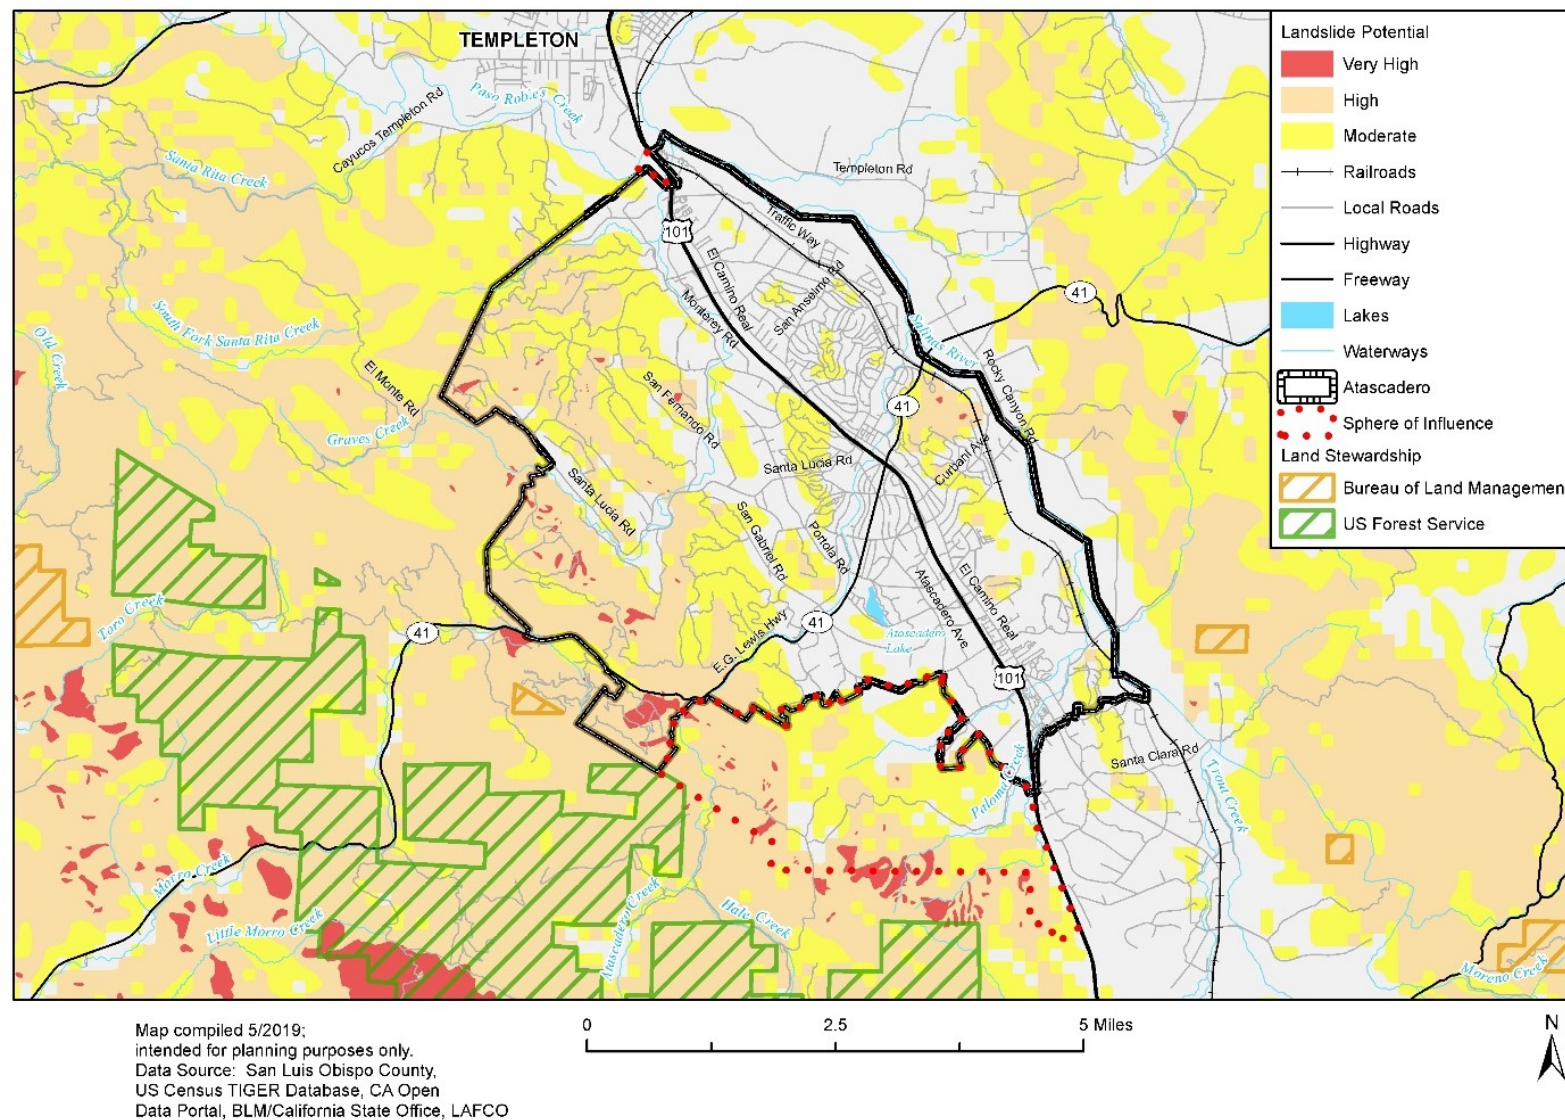 TEMPLETON
Paso Robles Creek
Cayucos Templeton Rd
Santa Rita Creek
Templeton Rd
Traffic Way
101
El Camino Real
San Anselmo Rd
Monterey Rd
41
Salinas River
South Fork Santa Rita Creek
Old Creek
El Monte Rd
Graves Creek
San Fernando Rd
Rocky Canyon Rd
41
Curbaril Ave
Santa Lucia Rd
Santa Lucia Rd
San Gabriel Rd
Portola Rd
Atascadero Ave
El Camino Real
Toro Creek
41
41
E.G. Lewis Hwy
Atascadero
Lake
101
Santa Clara Rd
Paloma Creek
Trout Creek
Morro Creek
Little Morro Creek
Atascadero Creek
Hale Creek
Moreno Creek
Landslide Potential
Very High
High
Moderate
Railroads
Local Roads
Highway
Freeway
Lakes
Waterways
Atascadero
Sphere of Influence
Land Stewardship
Bureau of Land Managemen
US Forest Service
Map compiled 5/2019;
intended for planning purposes only.
Data Source: San Luis Obispo County,
US Census TIGER Database, CA Open
Data Portal, BLM/California State Office, LAFCO
0 2.5 5 Miles
N